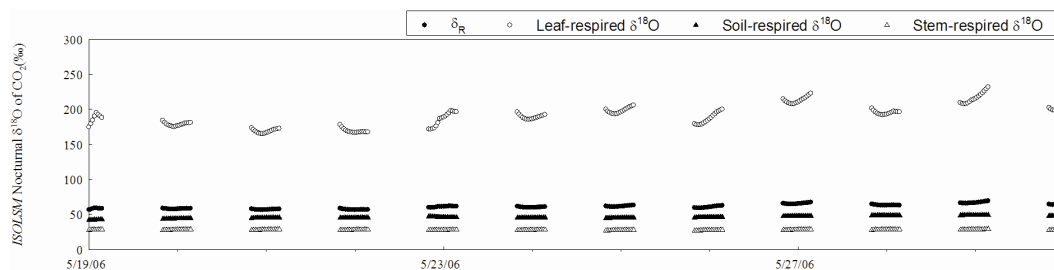 δR Leaf-respired δ18O Soil-respired δ18O Stem-respired δ18O
ISOLSM Nocturnal δ18O of CO2(‰)
300
250
200
150
100
50
0
5/19/06 5/23/06 5/27/06